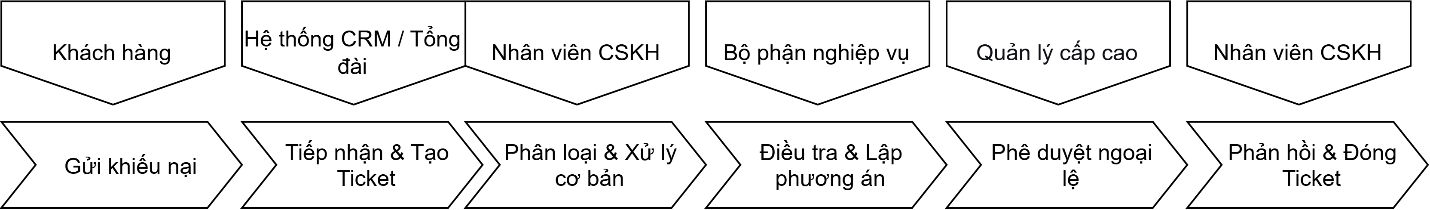 Khách hàng
Hệ thống CRM / Tổng
đài
Nhân viên CSKH
Bộ phận nghiệp vụ
Quản lý cấp cao
Nhân viên CSKH
Gửi khiếu nại
Tiếp nhận & Tạo
Ticket
Phân loại & Xử lý
cơ bản
Điều tra & Lập
phương án
Phê duyệt ngoại
lệ
Phản hồi & Đóng
Ticket